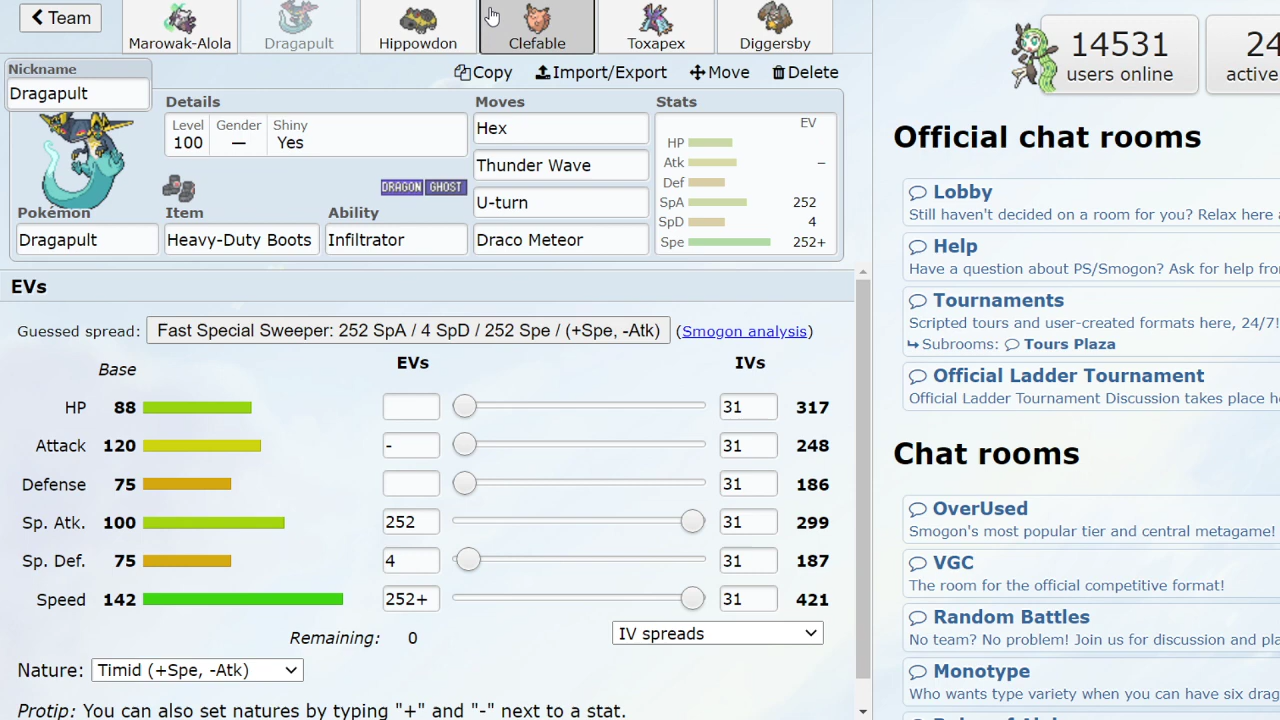 Team
Marowak-Alola
Dragapult
Hippowdon
Clefable
Toxapex
Diggersby
Copy
Import/Export
Move
Delete
Nickname
Dragapult
Details
Level
100
Gender
—
Shiny
Yes
DRAGON GHOST
Pokémon
Dragapult
Item
Heavy-Duty Boots
Ability
Infiltrator
Moves
Hex
Thunder Wave
U-turn
Draco Meteor
Stats
EV
HP
Atk –
Def
SpA 252
SpD 4
Spe 252+
EVs
Guessed spread: Fast Special Sweeper: 252 SpA / 4 SpD / 252 Spe / (+Spe, -Atk) (Smogon analysis)
Base EVs IVs
HP 88 31 317
Attack 120 - 31 248
Defense 75 31 186
Sp. Atk. 100 252 31 299
Sp. Def. 75 4 31 187
Speed 142 252+ 31 421
Remaining: 0
IV spreads
Nature: Timid (+Spe, -Atk)
Protip: You can also set natures by typing "+" and "-" next to a stat.
14531
users online
24
active
Official chat rooms
Lobby
Still haven't decided on a room for you? Relax here
Help
Have a question about PS/Smogon? Ask for help from
Tournaments
Scripted tours and user-created formats here, 24/7!
Subrooms: Tours Plaza
Official Ladder Tournament
Official Ladder Tournament Discussion takes place
Chat rooms
OverUsed
Smogon's most popular tier and central metagame!
VGC
The room for the official competitive format!
Random Battles
No team? No problem! Join us for discussion and
Monotype
Who wants type variety when you can have six